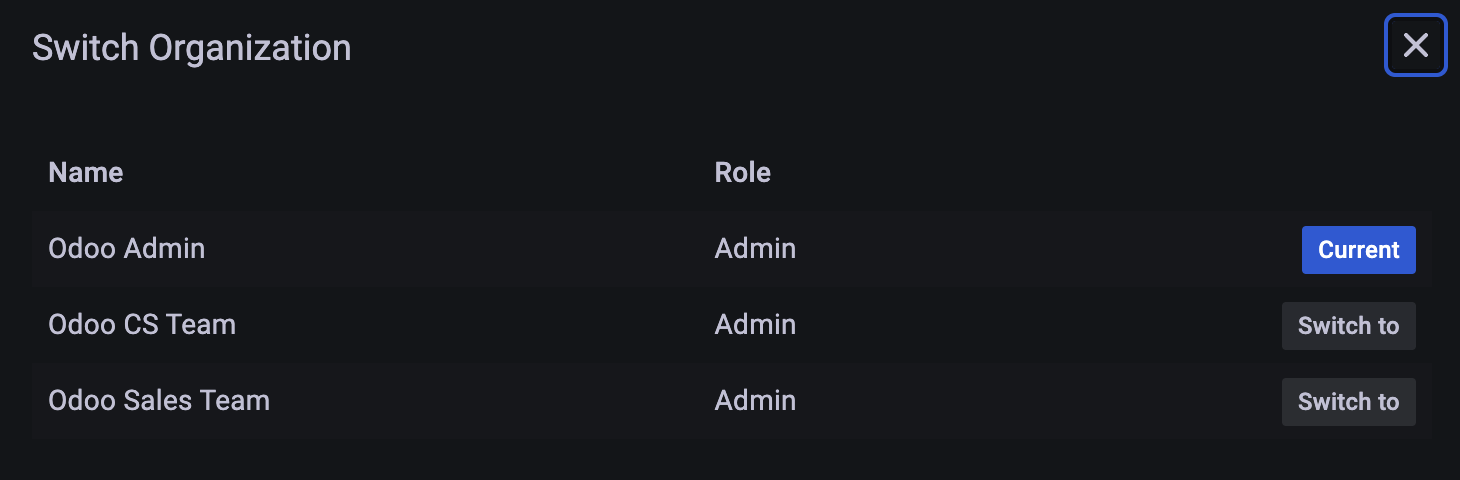 Switch Organization
Name Role
Odoo Admin Admin Current
Odoo CS Team Admin Switch to
Odoo Sales Team Admin Switch to